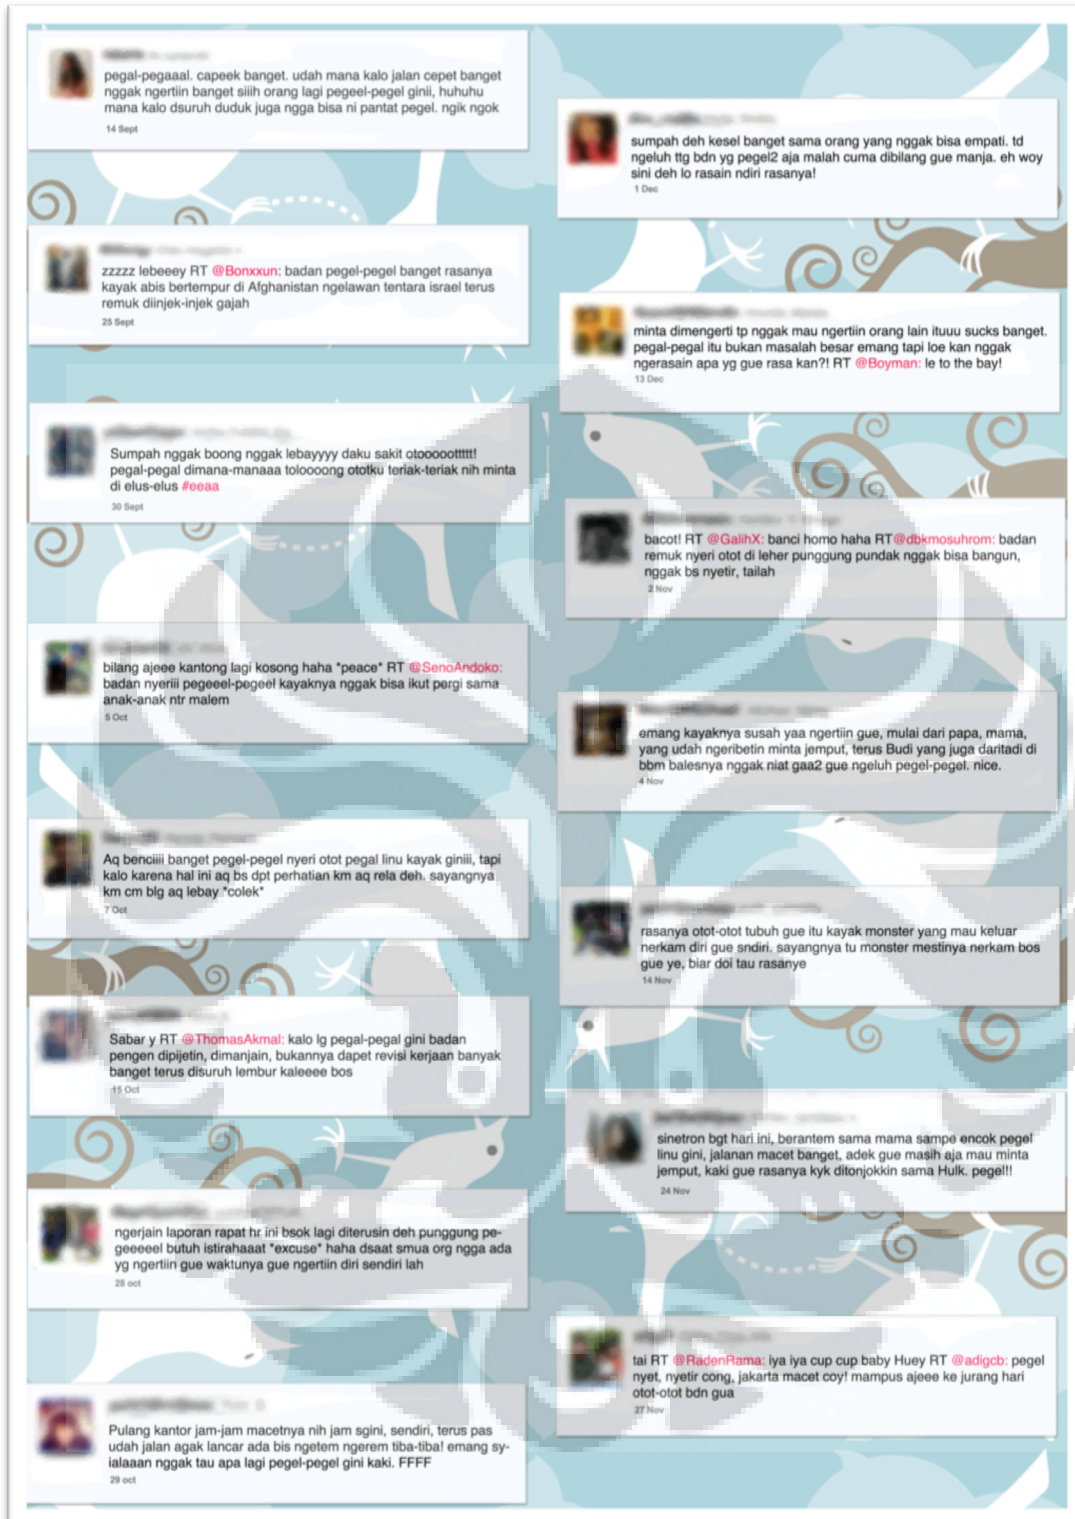 pegal-pegaaal. capeek banget. udah mana kalo jalan cepet banget
nggak ngertiin banget siiih orang lagi pegeel-pegel ginii, huhuhu
mana kalo dsuruh duduk juga ngga bisa ni pantat pegel. ngik ngok
14 Sept
zzzzz lebeeey RT @Bonxxun: badan pegel-pegel banget rasanya
kayak abis bertempur di Afghanistan ngelawan tentara israel terus
remuk diinjek-injek gajah
25 Sept
Sumpah nggak boong nggak lebayyyy daku sakit otooooottttt!
pegal-pegal dimana-manaaa toloooong ototku teriak-teriak nih minta
di elus-elus #eeaa
30 Sept
bilang ajeee kantong lagi kosong haha *peace* RT @SenoAndoko:
badan nyeriii pegeeel-pegeel kayaknya nggak bisa ikut pergi sama
anak-anak ntr malem
5 Oct
Aq benciiii banget pegel-pegel nyeri otot pegal linu kayak giniii, tapi
kalo karena hal ini aq bs dpt perhatian km aq rela deh. sayangnya
km cm blg aq lebay *colek*
7 Oct
Sabar y RT @ThomasAkmal: kalo lg pegal-pegal gini badan
pengen dipijetin, dimanjain, bukannya dapet revisi kerjaan banyak
banget terus disuruh lembur kaleeee bos
15 Oct
ngerjain laporan rapat hr ini bsok lagi diterusin deh punggung pe-
geeeeel butuh istirahaaat *excuse* haha dsaat smua org ngga ada
yg ngertiin gue waktunya gue ngertiin diri sendiri lah
28 oct
Pulang kantor jam-jam macetnya nih jam sgini, sendiri, terus pas
udah jalan agak lancar ada bis ngetem ngerem tiba-tiba! emang sy-
ialaaan nggak tau apa lagi pegel-pegel gini kaki. FFFF
29 oct
sumpah deh kesel banget sama orang yang nggak bisa empati. td
ngeluh ttg bdn yg pegel2 aja malah cuma dibilang gue manja. eh woy
sini deh lo rasain ndiri rasanya!
1 Dec
minta dimengerti tp nggak mau ngertiin orang lain ituuu sucks banget.
pegal-pegal itu bukan masalah besar emang tapi loe kan nggak
ngerasain apa yg gue rasa kan?! RT @Boyman: le to the bay!
13 Dec
bacot! RT @GalihX: banci homo haha RT@dbkmosuhrom: badan
remuk nyeri otot di leher punggung pundak nggak bisa bangun,
nggak bs nyetir, tailah
2 Nov
emang kayaknya susah yaa ngertiin gue, mulai dari papa, mama,
yang udah ngeribetin minta jemput, terus Budi yang juga daritadi di
bbm balesnya nggak niat gaa2 gue ngeluh pegel-pegel. nice.
4 Nov
rasanya otot-otot tubuh gue itu kayak monster yang mau keluar
nerkam diri gue sndiri. sayangnya tu monster mestinya nerkam bos
gue ye, biar doi tau rasanye
14 Nov
sinetron bgt hari ini, berantem sama mama sampe encok pegel
linu gini, jalanan macet banget, adek gue masih aja mau minta
jemput, kaki gue rasanya kyk ditonjokkin sama Hulk. pegel!!
24 Nov
tai RT @RadenRama: iya iya cup cup baby Huey RT @adigcb: pegel
nyet, nyetir cong, jakarta macet coy! mampus ajeee ke jurang hari
otot-otot bdn gua
27 Nov